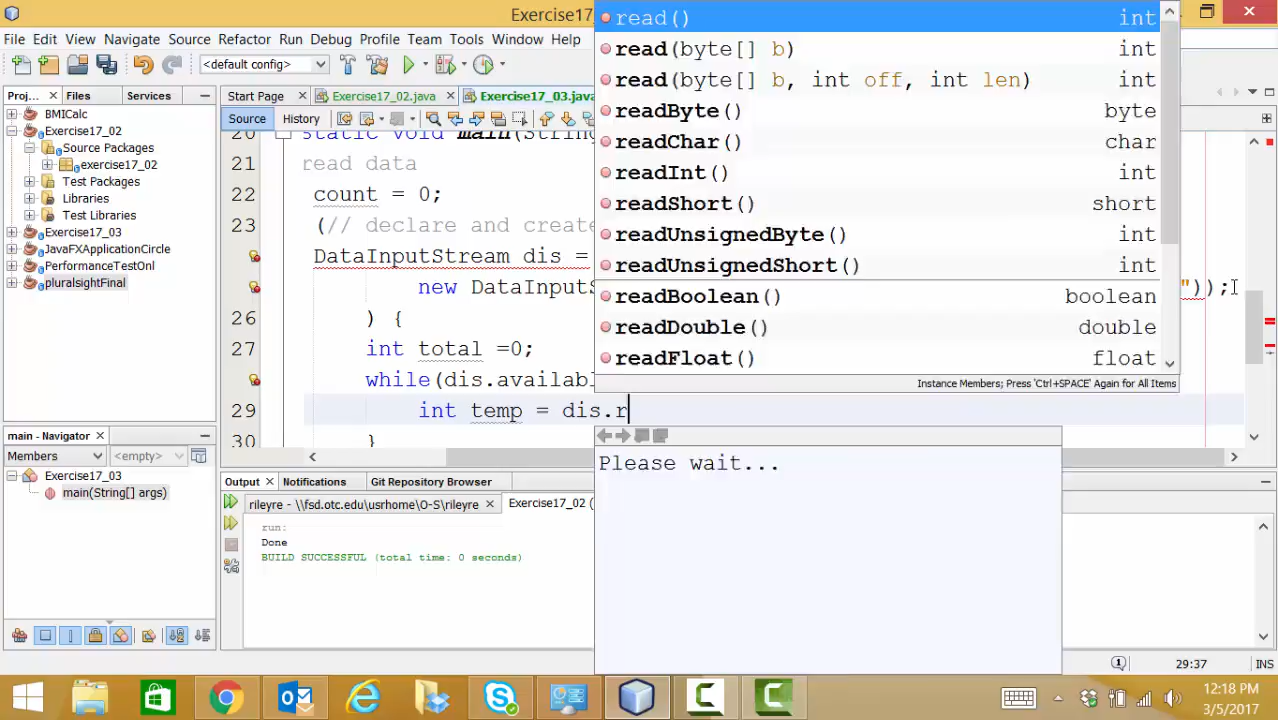 Exercise17_
File Edit View Navigate Source Refactor Run Debug Profile Team Tools Window Help
<default config>
Proj... Files Services
Start Page Exercise17_02.java Exercise17_03.java
Source History
BMICalc
Exercise17_02
Source Packages
exercise17_02
Test Packages
Libraries
Test Libraries
Exercise17_03
JavaFXApplicationCircle
PerformanceTestOnl
pluralsightFinal
20 static void main(String
21 read data
22 count = 0;
23 (// declare and create
DataInputStream dis =
new DataInputS "));
26 ) {
27 int total =0;
28 while(dis.availabl
29 int temp = dis.r
30 }
read() int
read(byte[] b) int
read(byte[] b, int off, int len) int
readByte() byte
readChar() char
readInt() int
readShort() short
readUnsignedByte() int
readUnsignedShort() int
readBoolean() boolean
readDouble() double
readFloat() float
Instance Members; Press 'Ctrl+SPACE' Again for All Items
Please wait...
main - Navigator
Members <empty>
Exercise17_03
main(String[] args)
Output Notifications Git Repository Browser
rileyre - \\fsd.otc.edu\usrhome\O-S\rileyre Exercise17_02 (
run:
Done
BUILD SUCCESSFUL (total time: 0 seconds)
1 29:37 INS
12:18 PM
3/5/2017